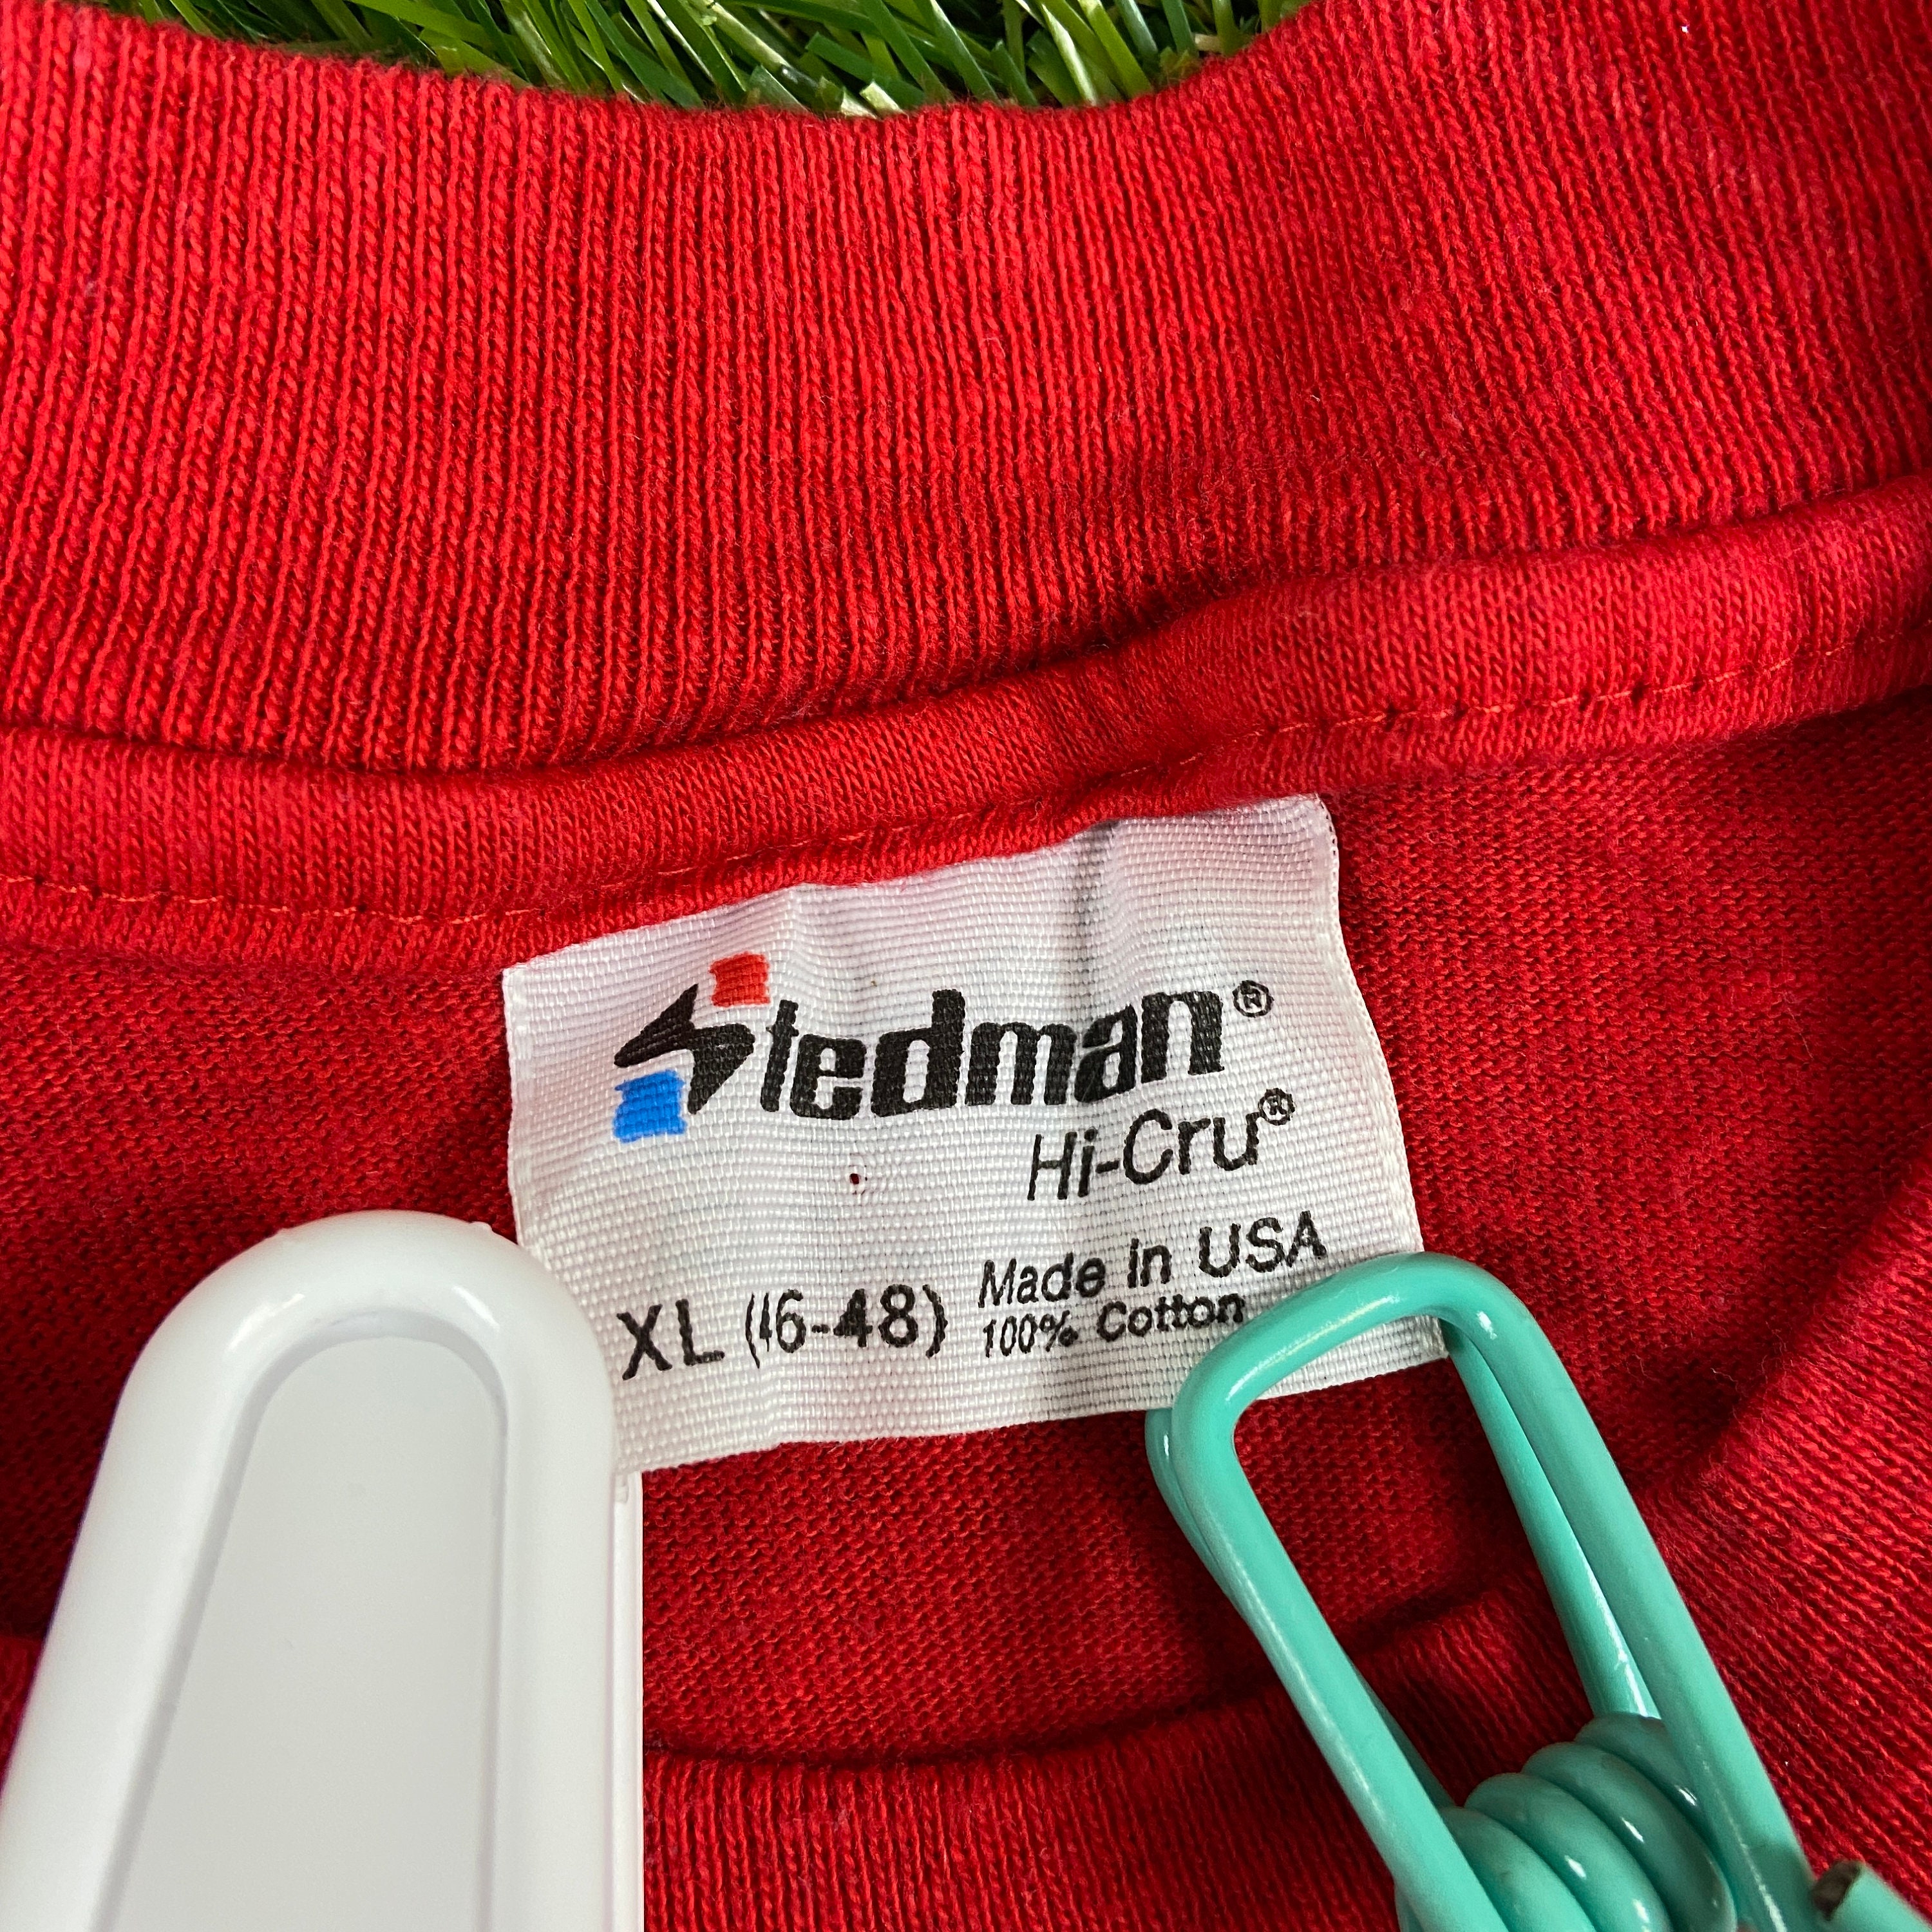 Stedman®
Hi-Cru®
XL (46-48) Made In USA
100% Cotton